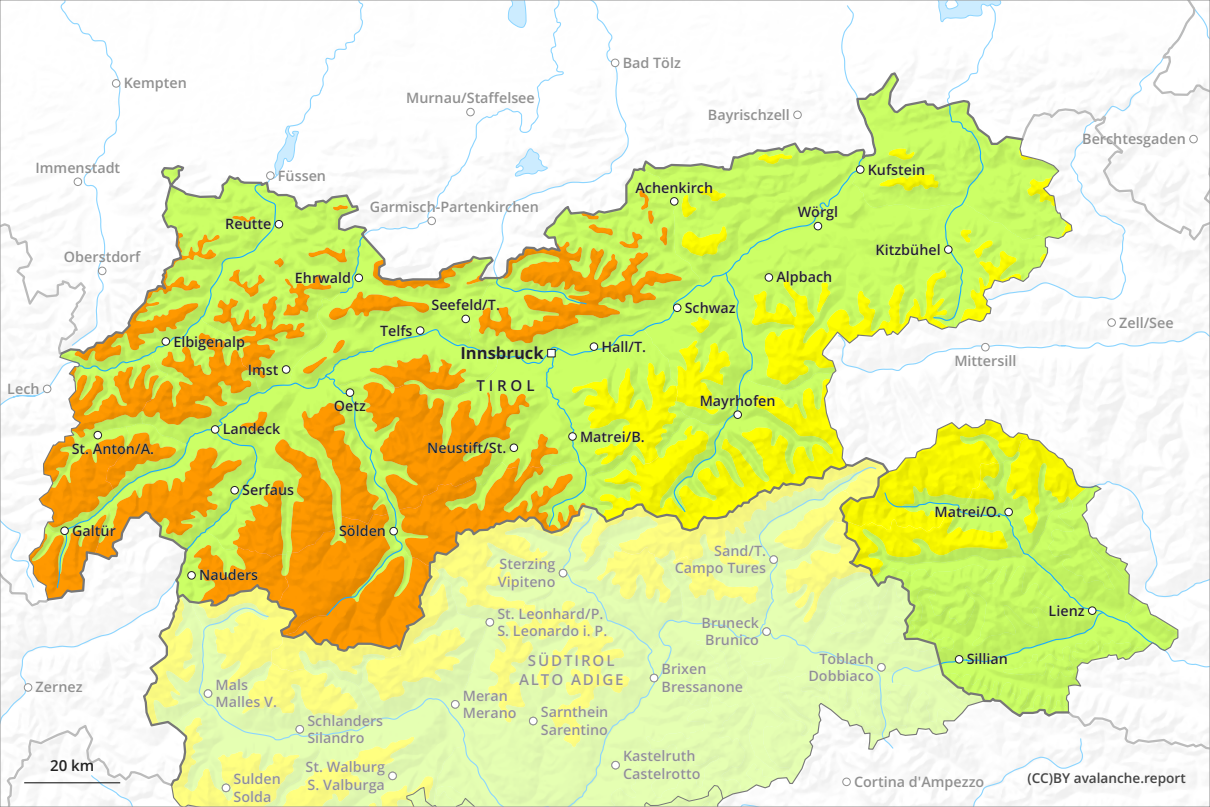 Kempten
Bad Tölz
Murnau/Staffelsee
Bayrischzell
Berchtesgaden
Immenstadt
Füssen
Kufstein
Achenkirch
Garmisch-Partenkirchen
Wörgl
Reutte
Oberstdorf
Kitzbühel
Ehrwald
Alpbach
Seefeld/T.
Schwaz
Zell/See
Telfs
Elbigenalp
Innsbruck
Hall/T.
Mittersill
Imst
TIROL
Lech
Oetz
Mayrhofen
Landeck
Matrei/B.
St. Anton/A.
Neustift/St.
Serfaus
Matrei/O.
Galtür
Sölden
Sterzing
Vipiteno
Sand/T.
Campo Tures
Nauders
Lienz
St. Leonhard/P.
S. Leonardo i. P.
Bruneck
Brunico
SÜDTIROL
ALTO ADIGE
Toblach
Dobbiaco
Sillian
Brixen
Bressanone
Zernez
Mals
Malles V.
Meran
Merano
Sarnthein
Sarentino
Schlanders
Silandro
Kastelruth
Castelrotto
St. Walburg
S. Valburga
20 km
Sulden
Solda
Cortina d'Ampezzo
(CC)BY avalanche.report